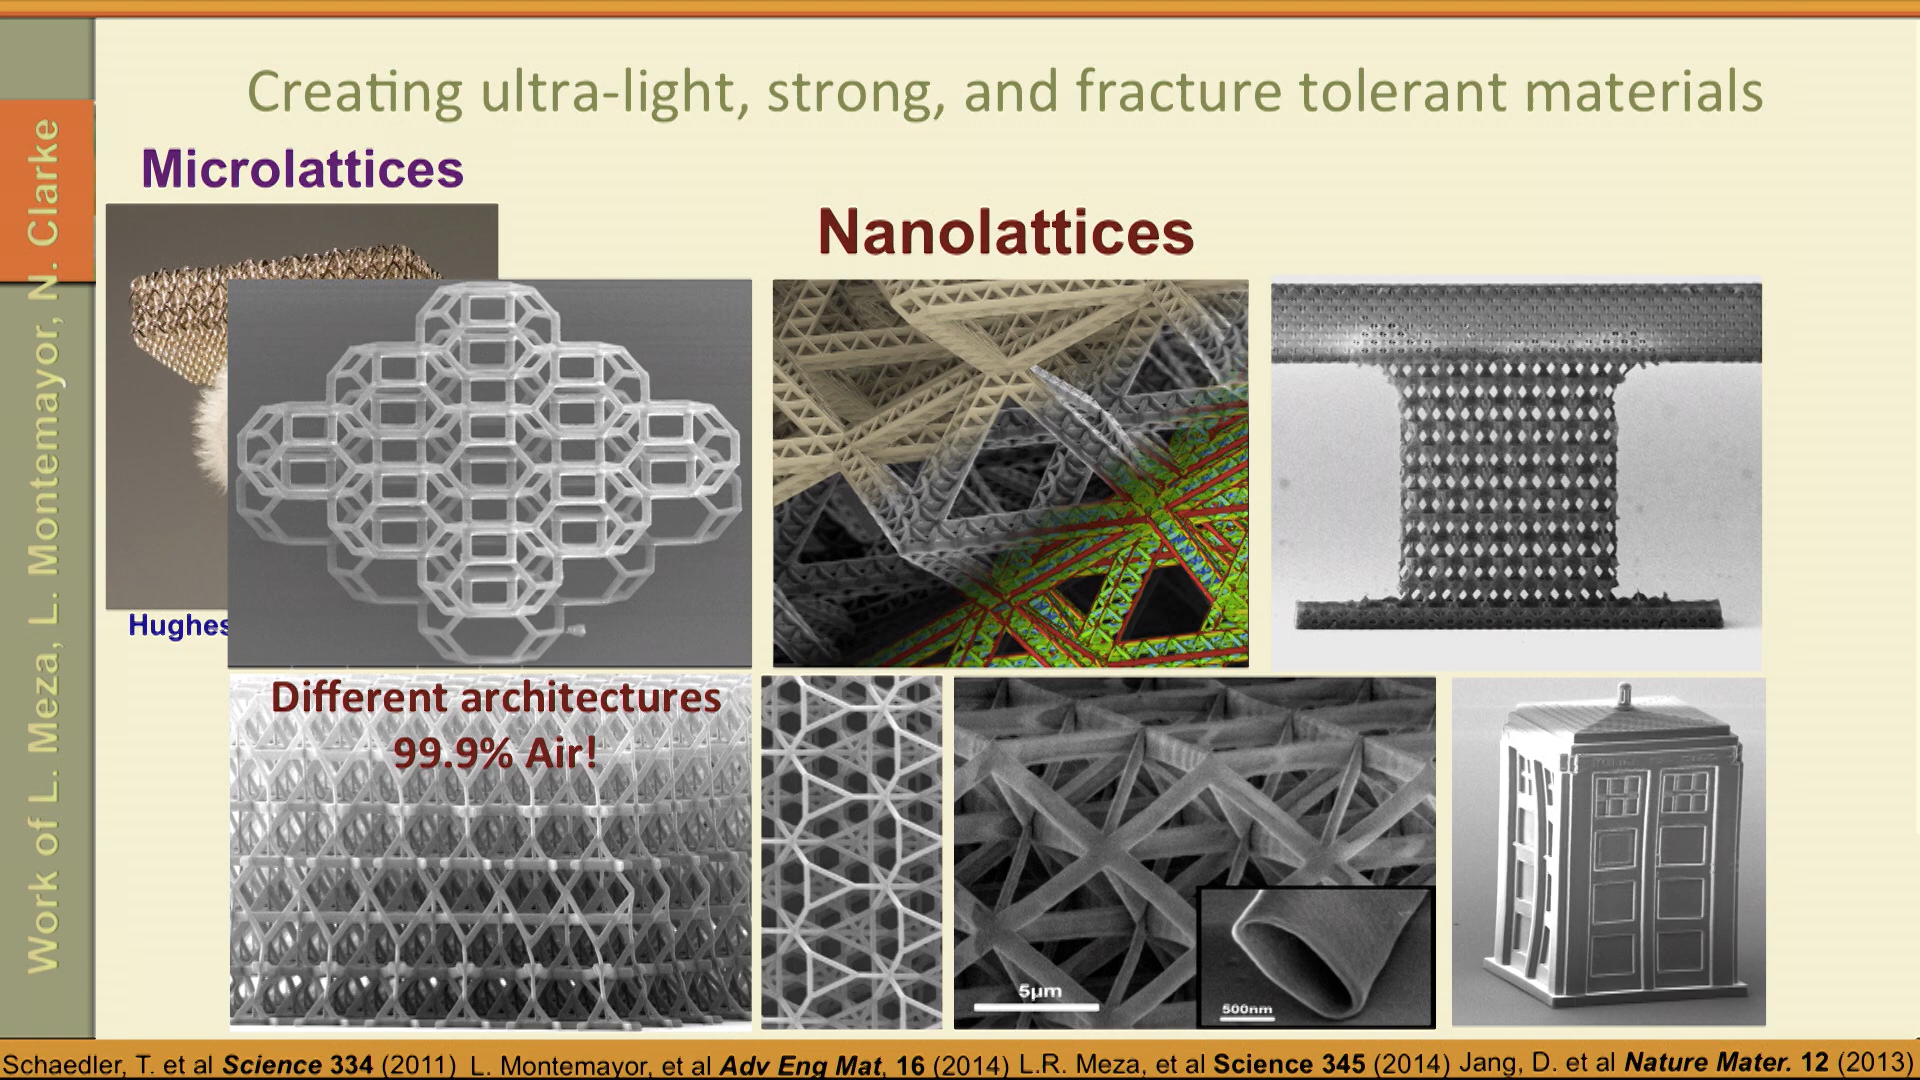 Creating ultra-light, strong, and fracture tolerant materials
Microlattices
Nanolattices
Work of L. Meza, L. Montemayor, N. Clarke
Hughes
Different architectures
99.9% Air!
5µm
500nm
Schaedler, T. et al Science 334 (2011) L. Montemayor, et al Adv Eng Mat, 16 (2014) L.R. Meza, et al Science 345 (2014) Jang, D. et al Nature Mater. 12 (2013)